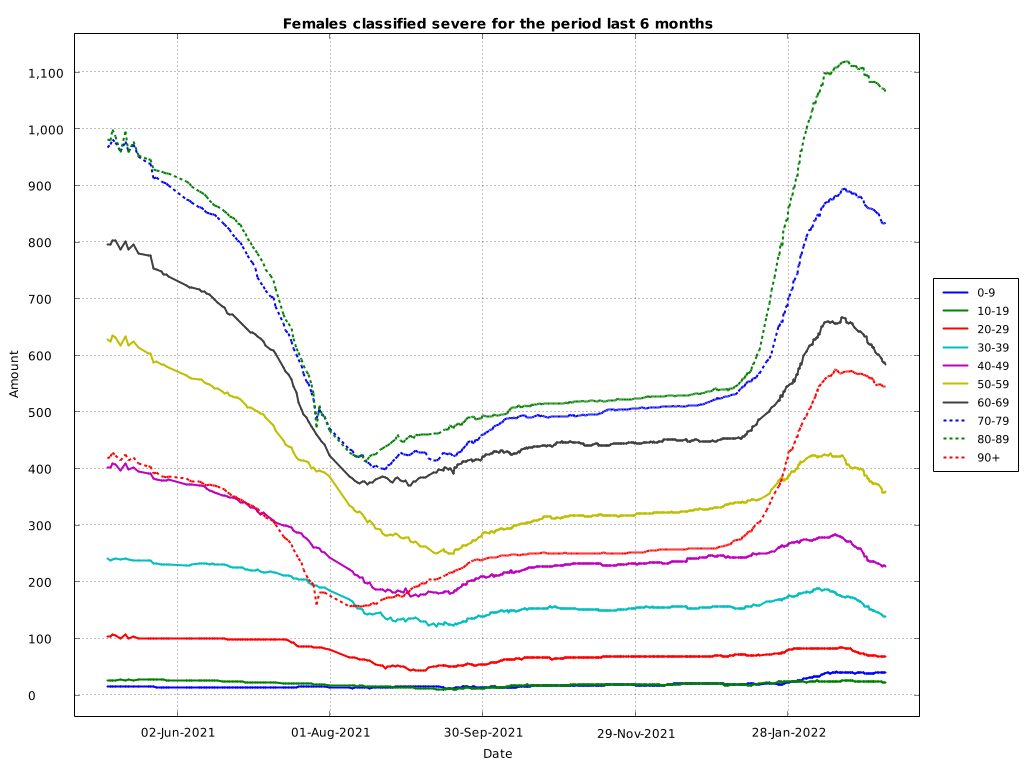 Females classified severe for the period last 6 months
1,100
1,000
900
800
700
600
500
400
300
200
100
0
Amount
02-Jun-2021
01-Aug-2021
30-Sep-2021
29-Nov-2021
28-Jan-2022
Date
0-9
10-19
20-29
30-39
40-49
50-59
60-69
70-79
80-89
90+